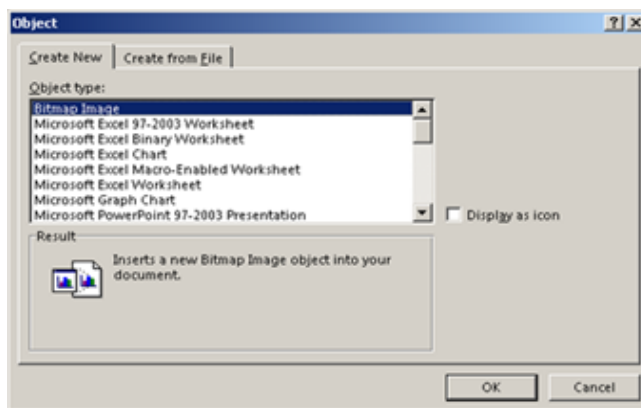 Object
Create New
Create from File
Object type:
Bitmap Image
Microsoft Excel 97-2003 Worksheet
Microsoft Excel Binary Worksheet
Microsoft Excel Chart
Microsoft Excel Macro-Enabled Worksheet
Microsoft Excel Worksheet
Microsoft Graph Chart
Microsoft PowerPoint 97-2003 Presentation
Display as icon
Result
Inserts a new Bitmap Image object into your
document.
OK
Cancel